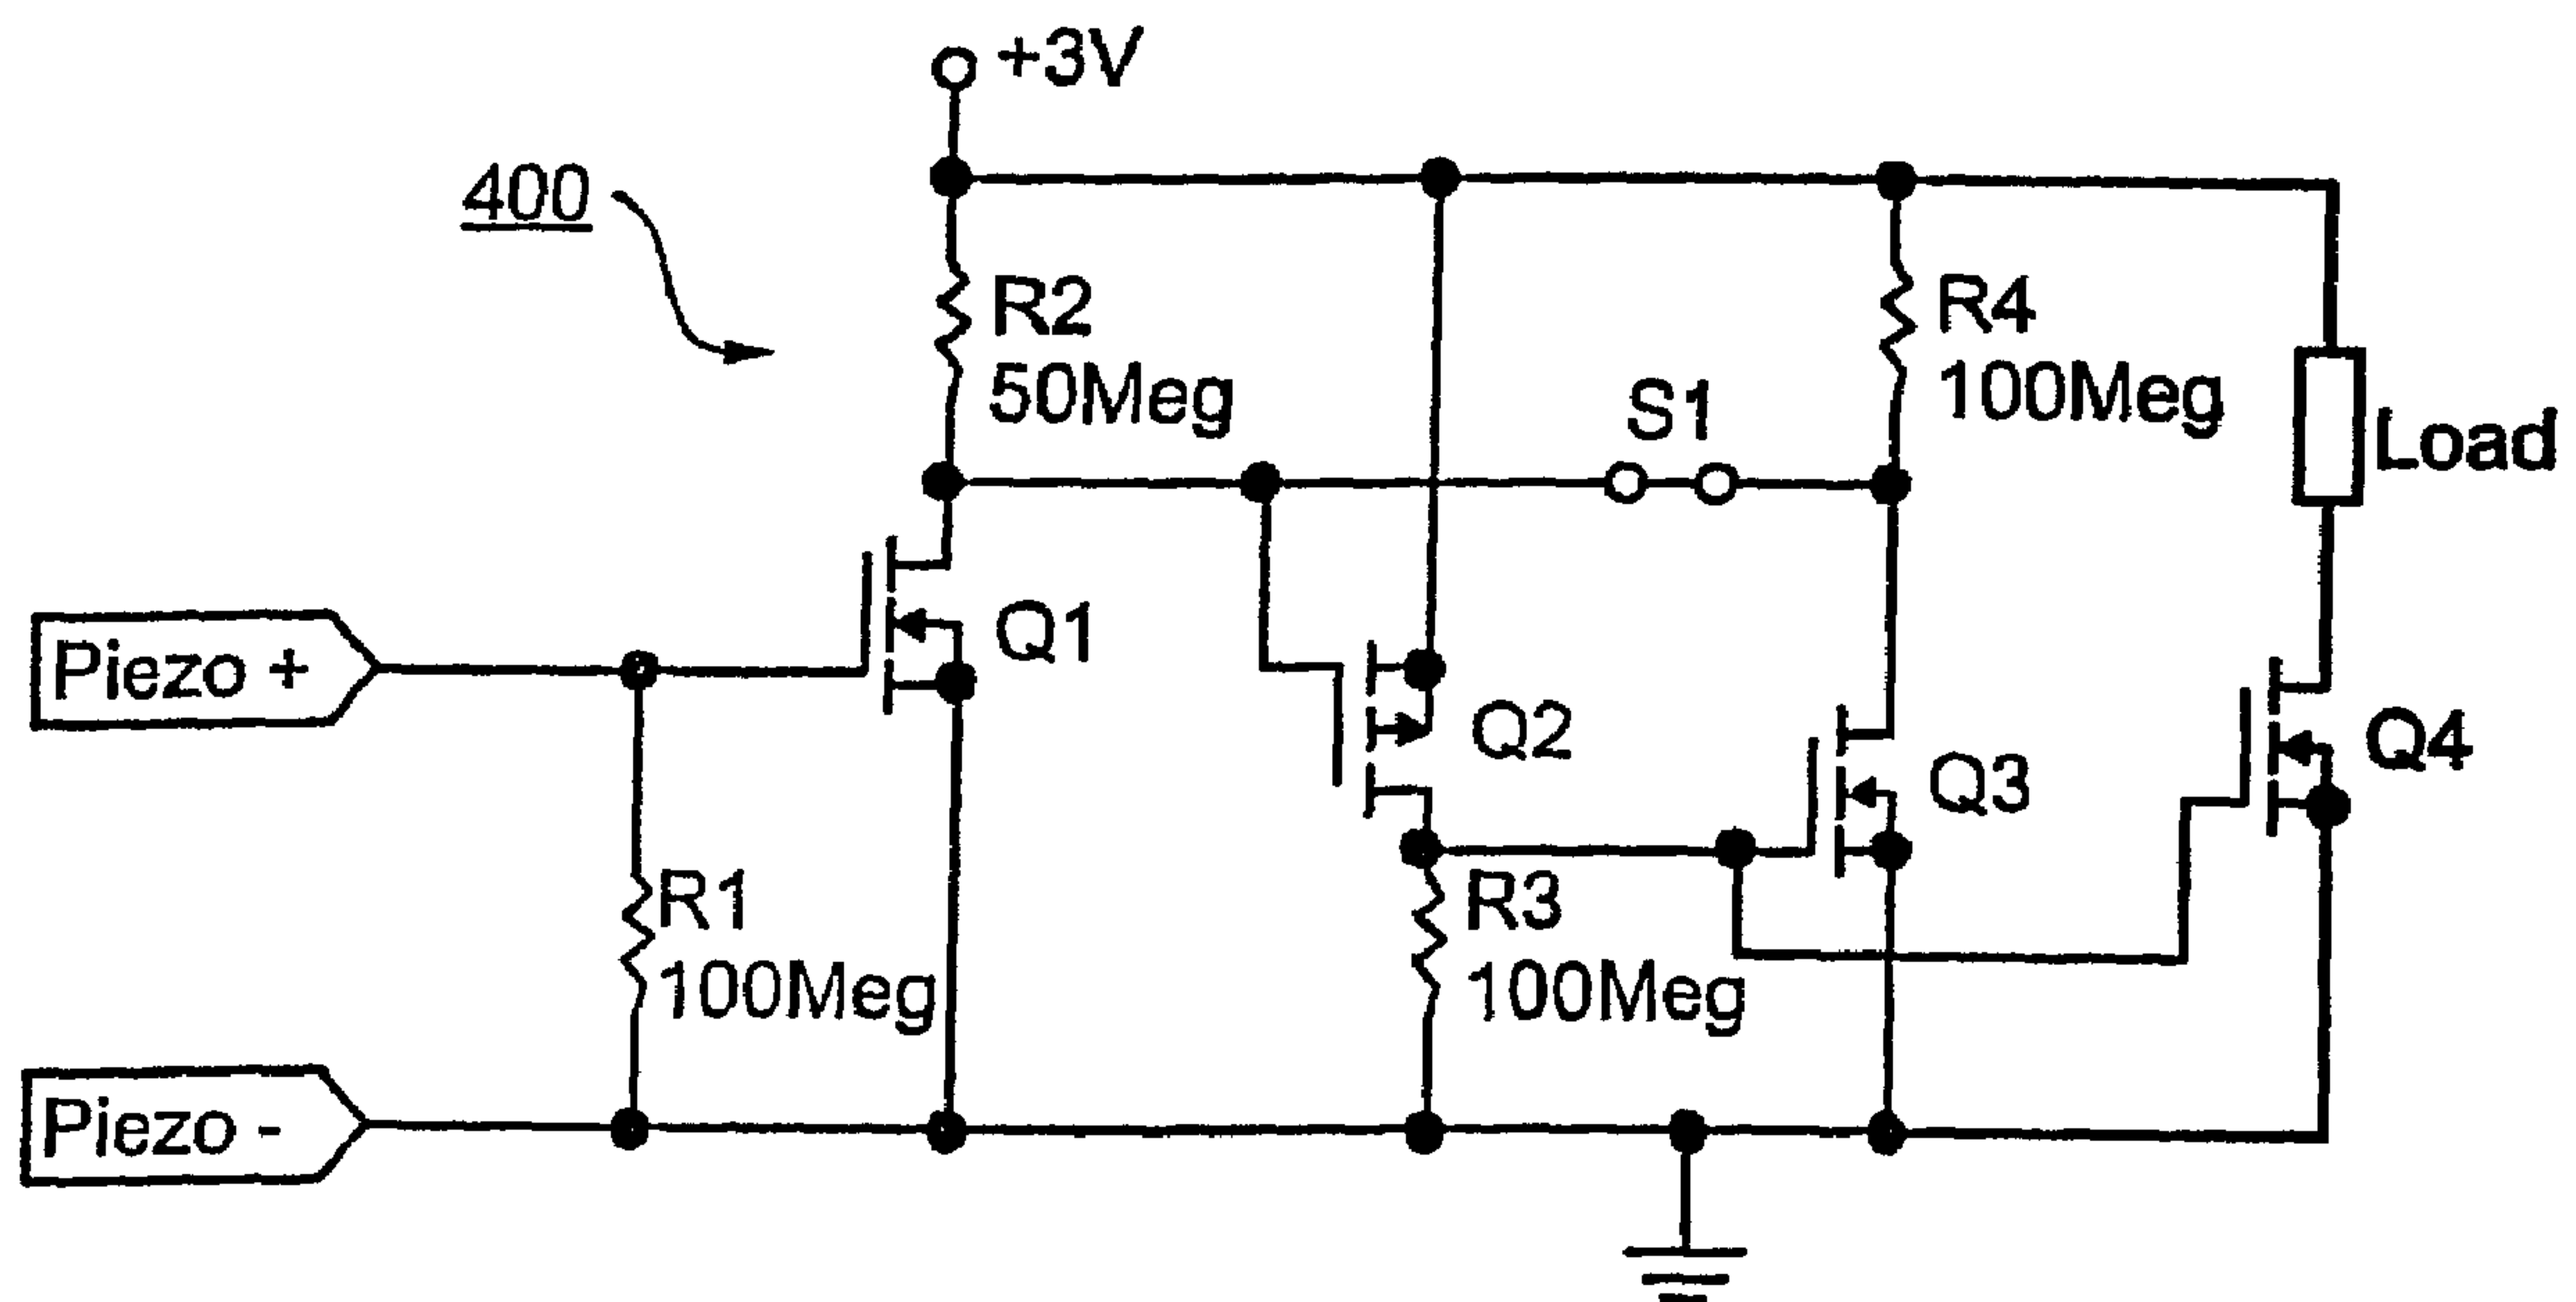 +3V
400
R2
50Meg
S1
R4
100Meg
Load
Piezo +
Q1
Q2
Q3
Q4
R1
100Meg
R3
100Meg
Piezo -